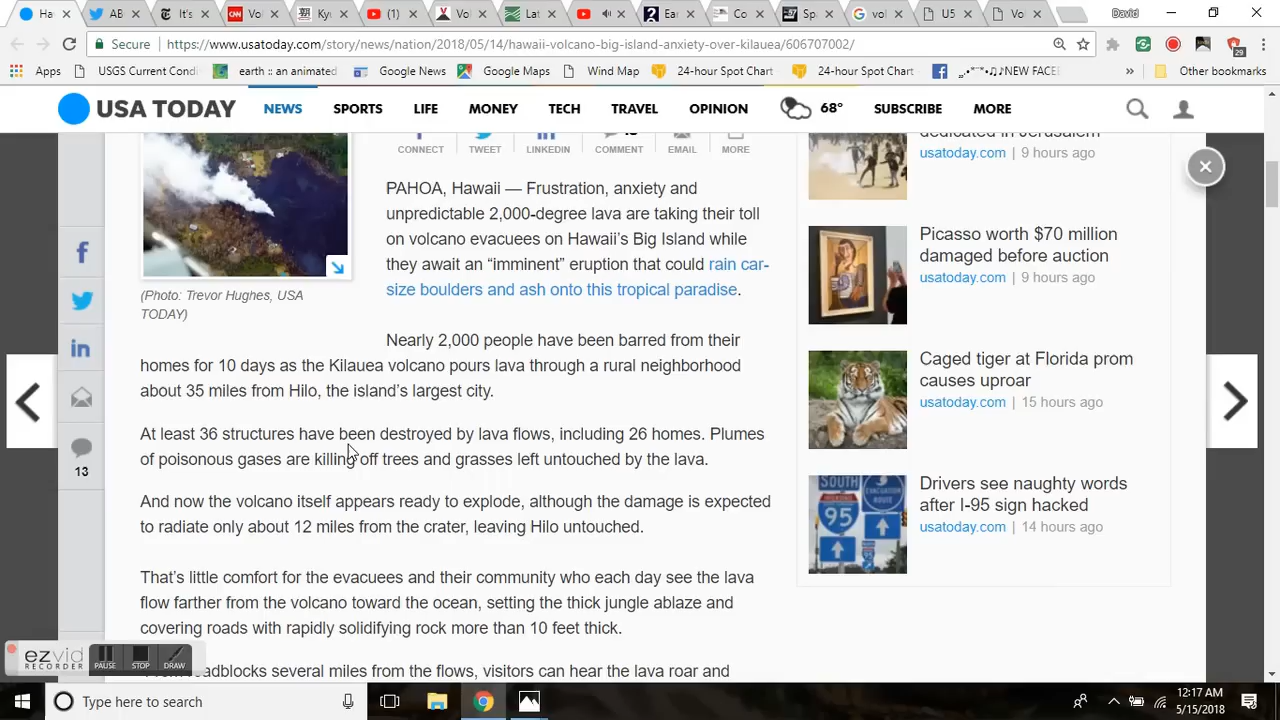 Ha
AB
It's
Vo
(1)
Vo
Lat
Ear
Co
vol
U5
Vo
David
Secure
https://www.usatoday.com/story/news/nation/2018/05/14/hawaii-volcano-big-island-anxiety-over-kilauea/606707002/
29
Apps
USGS Current Cond
earth :: an animated
Google News
Google Maps
Wind Map
24-hour Spot Chart
24-hour Spot Chart
NEW FACE
»
Other bookmarks
USA TODAY
NEWS
SPORTS
LIFE
MONEY
TECH
TRAVEL
OPINION
68°
SUBSCRIBE
MORE
CONNECT
TWEET
LINKEDIN
COMMENT
EMAIL
MORE
PAHOA, Hawaii — Frustration, anxiety and
unpredictable 2,000-degree lava are taking their toll
on volcano evacuees on Hawaii's Big Island while
they await an “imminent” eruption that could rain car-
size boulders and ash onto this tropical paradise.
(Photo: Trevor Hughes, USA
TODAY)
Nearly 2,000 people have been barred from their
homes for 10 days as the Kilauea volcano pours lava through a rural neighborhood
about 35 miles from Hilo, the island's largest city.
At least 36 structures have been destroyed by lava flows, including 26 homes. Plumes
of poisonous gases are killing off trees and grasses left untouched by the lava.
And now the volcano itself appears ready to explode, although the damage is expected
to radiate only about 12 miles from the crater, leaving Hilo untouched.
That's little comfort for the evacuees and their community who each day see the lava
flow farther from the volcano toward the ocean, setting the thick jungle ablaze and
covering roads with rapidly solidifying rock more than 10 feet thick.
roadblocks several miles from the flows, visitors can hear the lava roar and
13
dedicated in Jerusalem
usatoday.com | 9 hours ago
Picasso worth $70 million
damaged before auction
usatoday.com | 9 hours ago
Caged tiger at Florida prom
causes uproar
usatoday.com | 15 hours ago
Drivers see naughty words
after I-95 sign hacked
usatoday.com | 14 hours ago
95
ezvid
RECORDER
PAUSE
STOP
DRAW
Type here to search
12:17 AM
5/15/2018